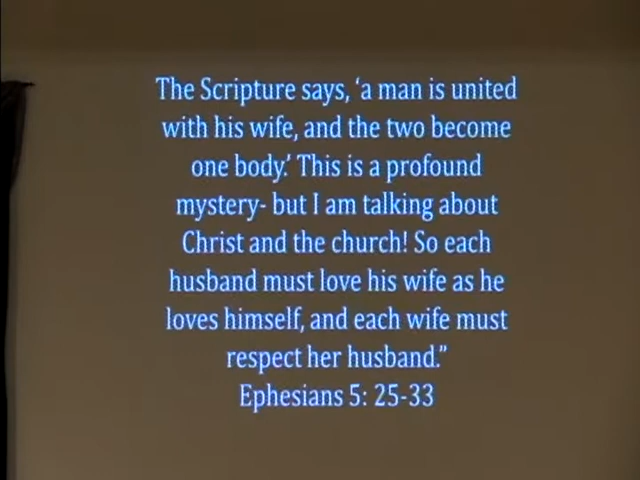 The Scripture says, ‘a man is united
with his wife, and the two become
one body.’ This is a profound
mystery- but I am talking about
Christ and the church! So each
husband must love his wife as he
loves himself, and each wife must
respect her husband.”
Ephesians 5: 25-33